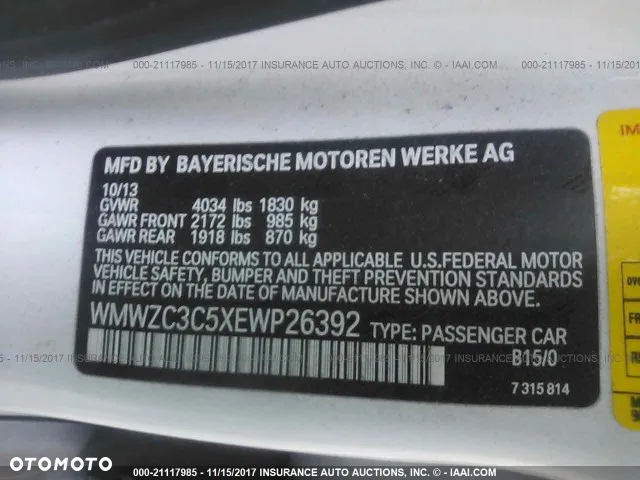 000-21117985 - 11/15/2017 INSURANCE AUTO AUCTIONS, INC. © - IAAI.COM
MFD BY BAYERISCHE MOTOREN WERKE AG
10/13
GVWR 4034 lbs 1830 kg
GAWR FRONT 2172 lbs 985 kg
GAWR REAR 1918 lbs 870 kg
THIS VEHICLE CONFORMS TO ALL APPLICABLE U.S.FEDERAL MOTOR
VEHICLE SAFETY, BUMPER AND THEFT PREVENTION STANDARDS
IN EFFECT ON THE DATE OF MANUFACTURE SHOWN ABOVE.
WMWZC3C5XEWP26392 TYPE: PASSENGER CAR
B15/0
7 315 814
OTOMOTO
000-21117985 - 11/15/2017 INSURANCE AUTO AUCTIONS, INC. © - IAAI.COM